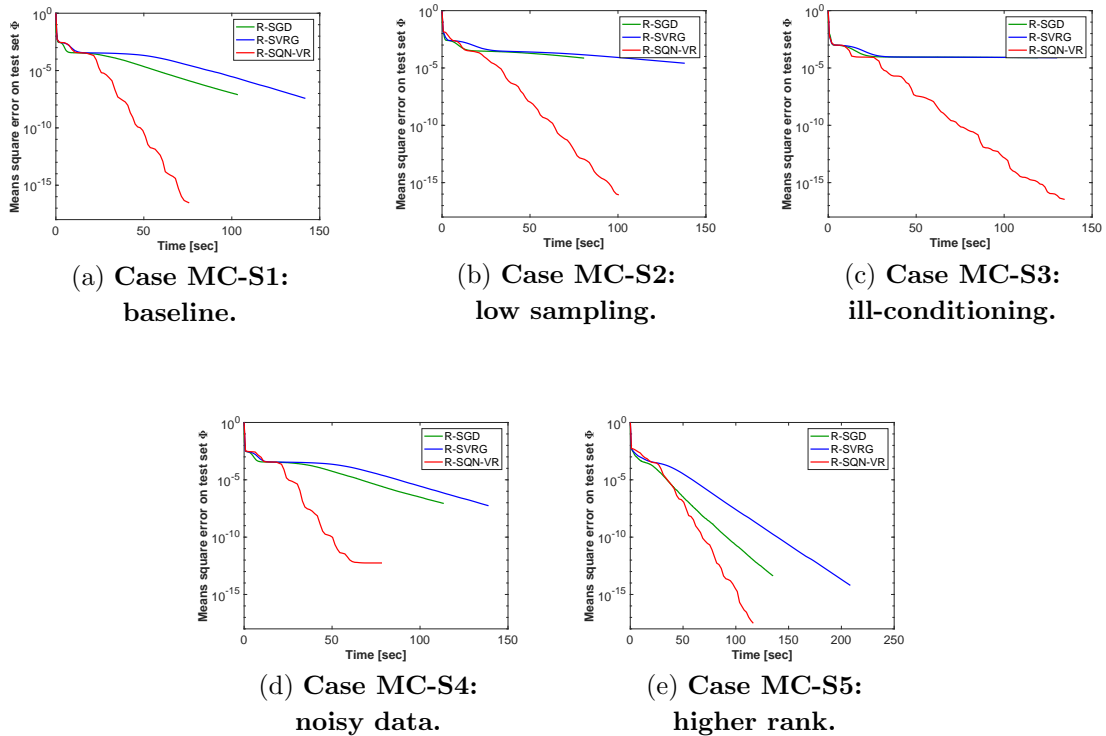 10^0
10^-5
10^-10
10^-15
Means square error on test set Φ
R-SGD
R-SVRG
R-SQN-VR
0 50 100 150
Time [sec]
(a) Case MC-S1:
baseline.
10^0
10^-5
10^-10
10^-15
Means square error on test set Φ
R-SGD
R-SVRG
R-SQN-VR
0 50 100 150
Time [sec]
(b) Case MC-S2:
low sampling.
10^0
10^-5
10^-10
10^-15
Means square error on test set Φ
R-SGD
R-SVRG
R-SQN-VR
0 50 100 150
Time [sec]
(c) Case MC-S3:
ill-conditioning.
10^0
10^-5
10^-10
10^-15
Means square error on test set Φ
R-SGD
R-SVRG
R-SQN-VR
0 50 100 150
Time [sec]
(d) Case MC-S4:
noisy data.
10^0
10^-5
10^-10
10^-15
Means square error on test set Φ
R-SGD
R-SVRG
R-SQN-VR
0 50 100 150 200 250
Time [sec]
(e) Case MC-S5:
higher rank.